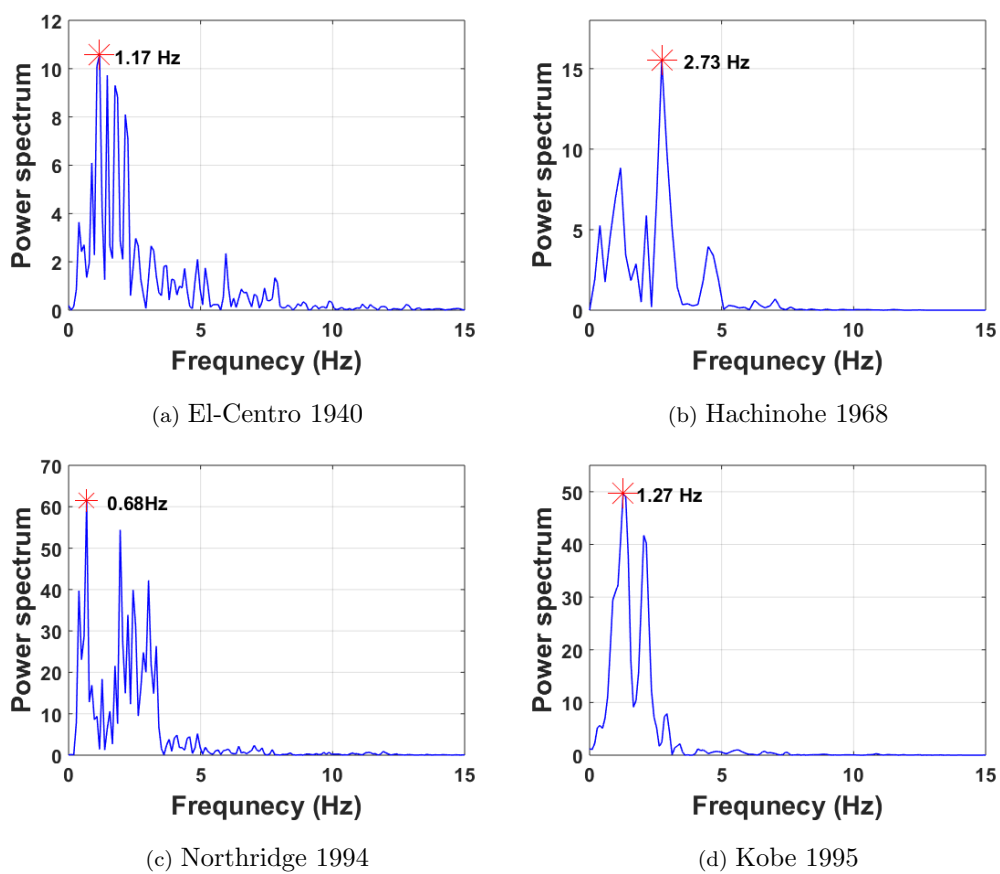 12
10
8
6
4
2
0
Power spectrum
1.17 Hz
0 5 10 15
Frequnecy (Hz)
(a) El-Centro 1940
15
10
5
0
Power spectrum
2.73 Hz
0 5 10 15
Frequnecy (Hz)
(b) Hachinohe 1968
70
60
50
40
30
20
10
0
Power spectrum
0.68Hz
0 5 10 15
Frequnecy (Hz)
(c) Northridge 1994
50
40
30
20
10
0
Power spectrum
1.27 Hz
0 5 10 15
Frequnecy (Hz)
(d) Kobe 1995